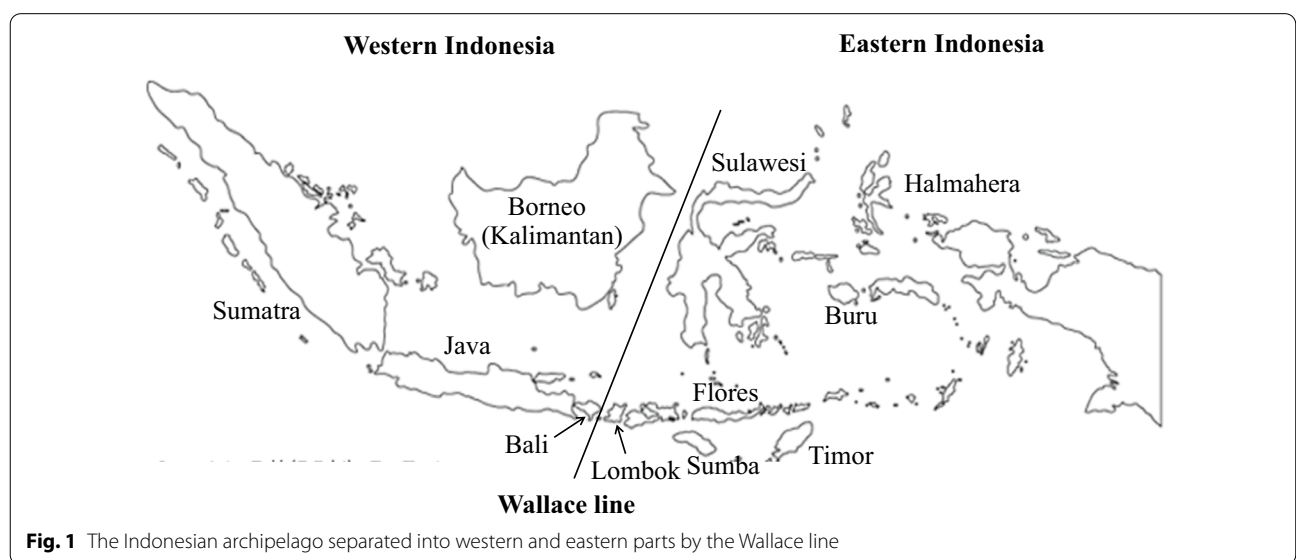 Western Indonesia
Eastern Indonesia
Sulawesi
Halmahera
Borneo
(Kalimantan)
Sumatra
Buru
Java
Flores
Bali
Lombok
Sumba
Timor
Wallace line
Fig. 1 The Indonesian archipelago separated into western and eastern parts by the Wallace line